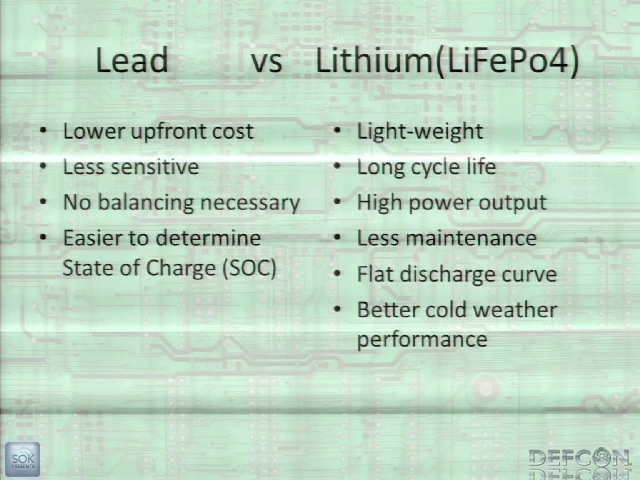 Lead vs Lithium(LiFePo4)
• Lower upfront cost
• Less sensitive
• No balancing necessary
• Easier to determine
State of Charge (SOC)
• Light-weight
• Long cycle life
• High power output
• Less maintenance
• Flat discharge curve
• Better cold weather
performance
SOK
PRESENTS
DEFCON